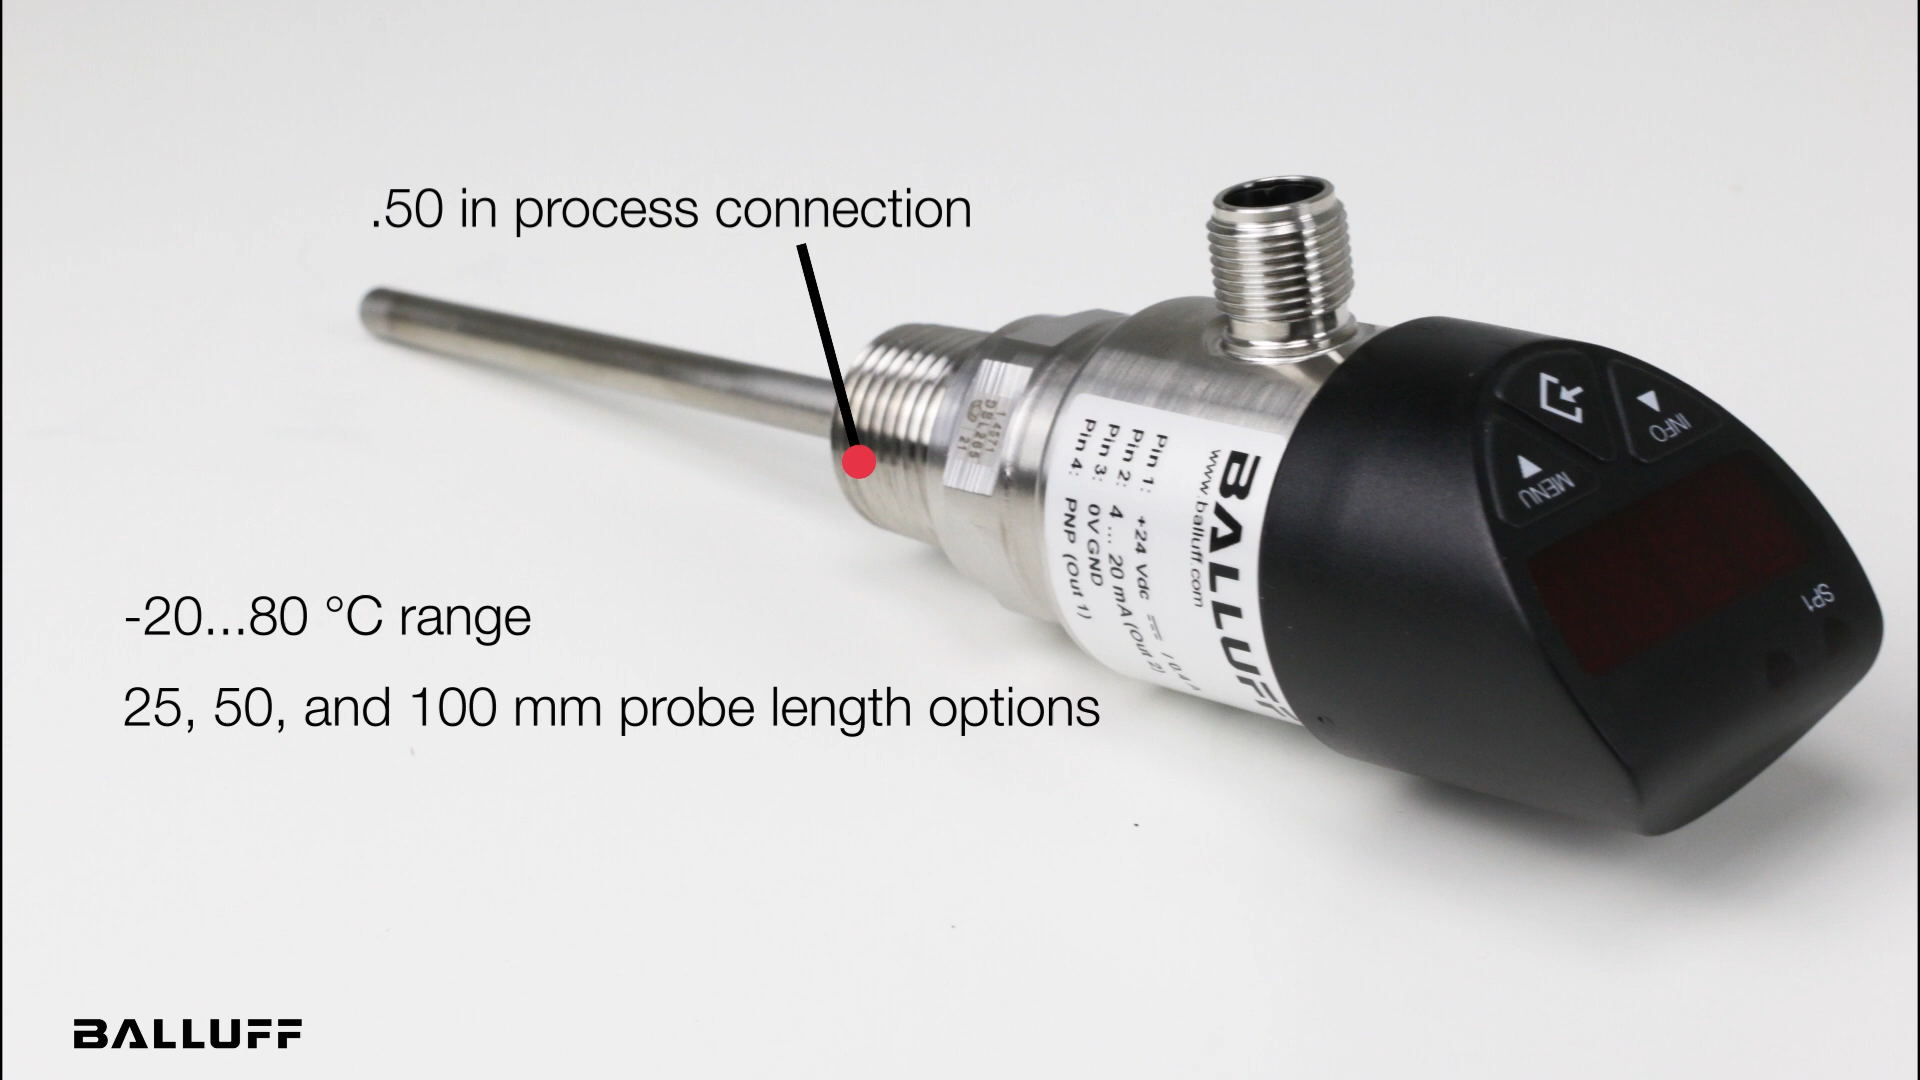 .50 in process connection
-20...80 °C range
25, 50, and 100 mm probe length options
BALLUFF
www.balluff.com
Pin 1: +24 Vdc
Pin 2: 4 ... 20 mA (Out 2)
Pin 3: 0V GND
Pin 4: PNP (Out 1)
1.4571
INFO
MENU
SP1
BALLUFF